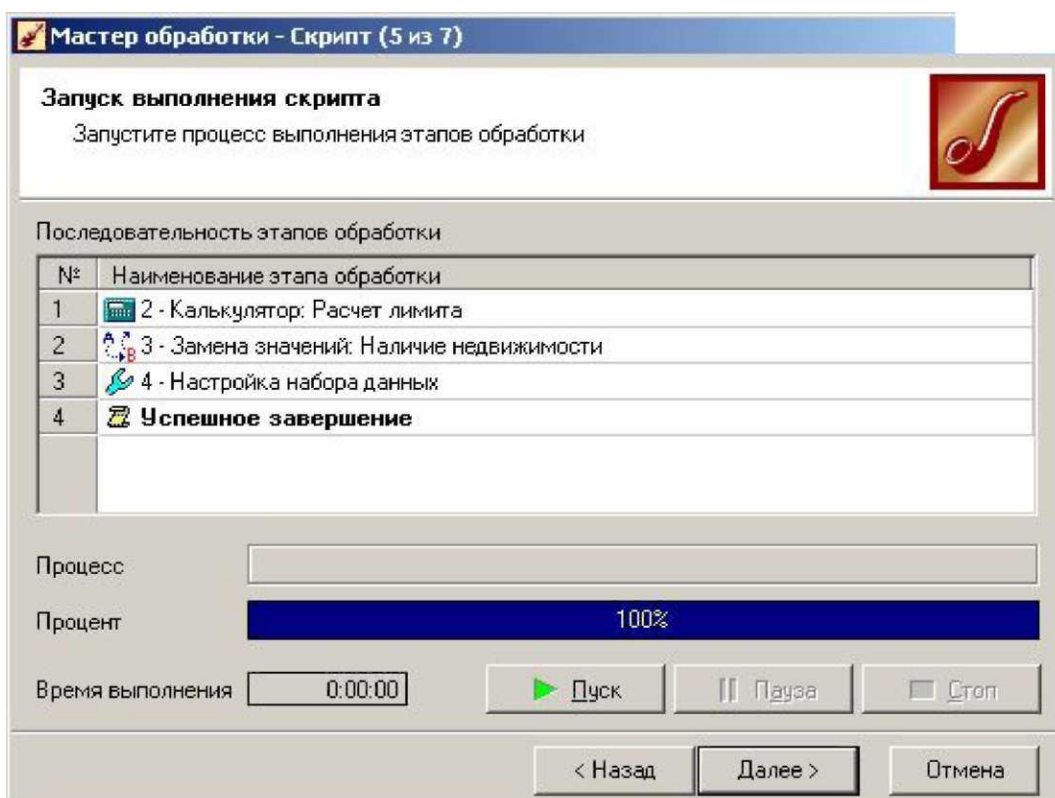 Мастер обработки - Скрипт (5 из 7)
Запуск выполнения скрипта
Запустите процесс выполнения этапов обработки
Последовательность этапов обработки
№ Наименование этапа обработки
1 2 - Калькулятор: Расчет лимита
2 3 - Замена значений: Наличие недвижимости
3 4 - Настройка набора данных
4 Успешное завершение
Процесс
Процент 100%
Время выполнения 0:00:00 Пуск Пауза Стоп
< Назад Далее > Отмена